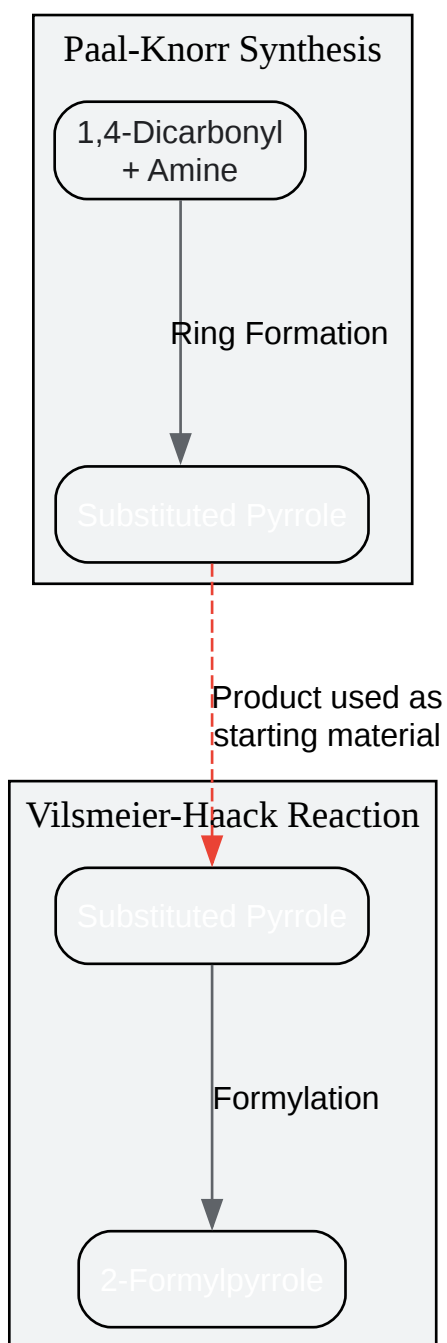 Paal-Knorr Synthesis
1,4-Dicarbonyl
+ Amine
Ring Formation
Substituted Pyrrole
Product used as
starting material
Vilsmeier-Haack Reaction
Substituted Pyrrole
Formylation
2-Formylpyrrole